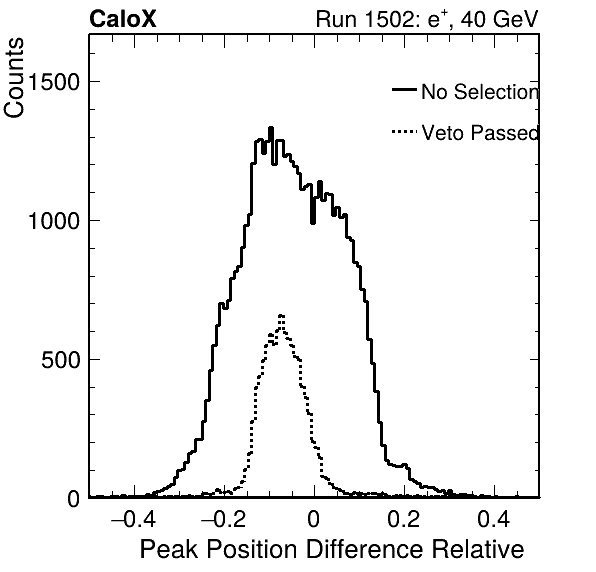 CaloX Run 1502: e+, 40 GeV
Counts
No Selection
Veto Passed
1500
1000
500
0
−0.4 −0.2 0 0.2 0.4
Peak Position Difference Relative